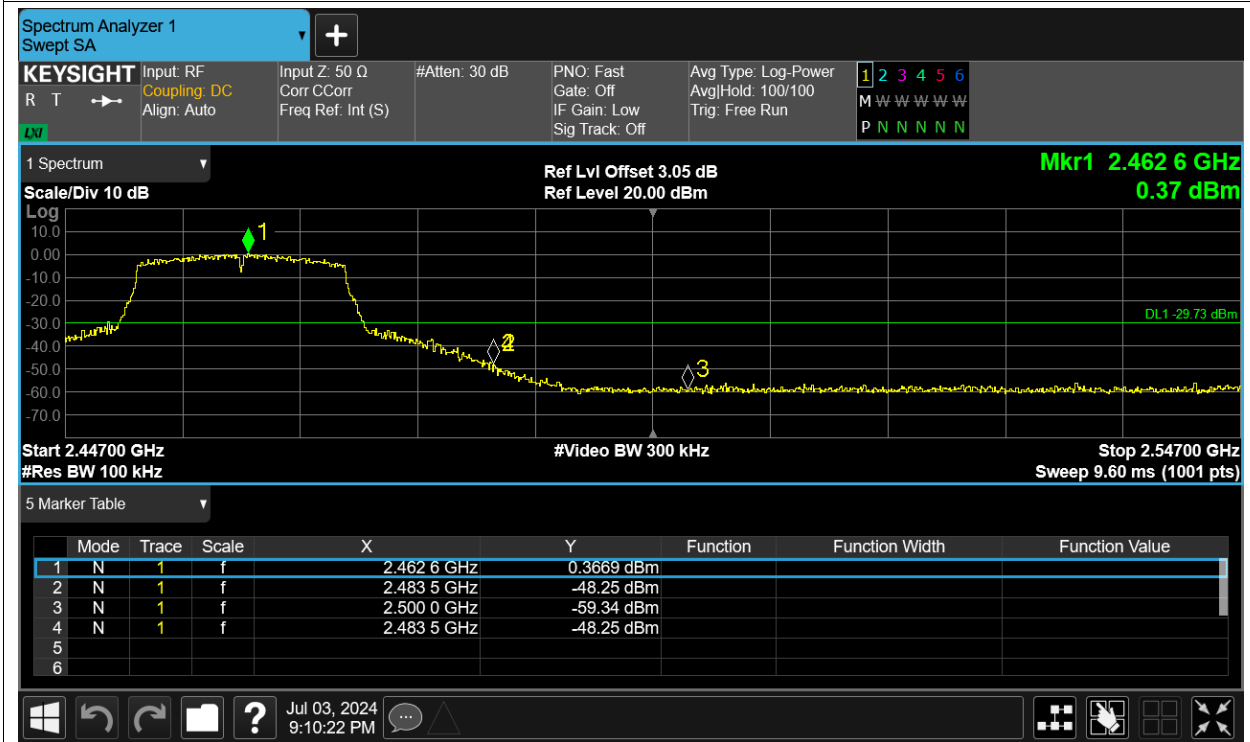 Spectrum Analyzer 1
Swept SA
KEYSIGHT Input: RF Input Z: 50 Ω #Atten: 30 dB PNO: Fast Avg Type: Log-Power 1 2 3 4 5 6
R T Coupling: DC Corr CCorr Gate: Off Avg|Hold: 100/100 M W W W W W
Align: Auto Freq Ref: Int (S) IF Gain: Low Trig: Free Run
LXI Sig Track: Off P N N N N N
1 Spectrum Ref Lvl Offset 3.05 dB Mkr1 2.462 6 GHz
Scale/Div 10 dB Ref Level 20.00 dBm 0.37 dBm
Log
10.0 1
0.00
-10.0
-20.0
-30.0 DL1 -29.73 dBm
-40.0 2
-50.0 3
-60.0
-70.0
Start 2.44700 GHz #Video BW 300 kHz Stop 2.54700 GHz
#Res BW 100 kHz Sweep 9.60 ms (1001 pts)
5 Marker Table
Mode Trace Scale X Y Function Function Width Function Value
1 N 1 f 2.462 6 GHz 0.3669 dBm
2 N 1 f 2.483 5 GHz -48.25 dBm
3 N 1 f 2.500 0 GHz -59.34 dBm
4 N 1 f 2.483 5 GHz -48.25 dBm
5
6
? Jul 03, 2024
9:10:22 PM